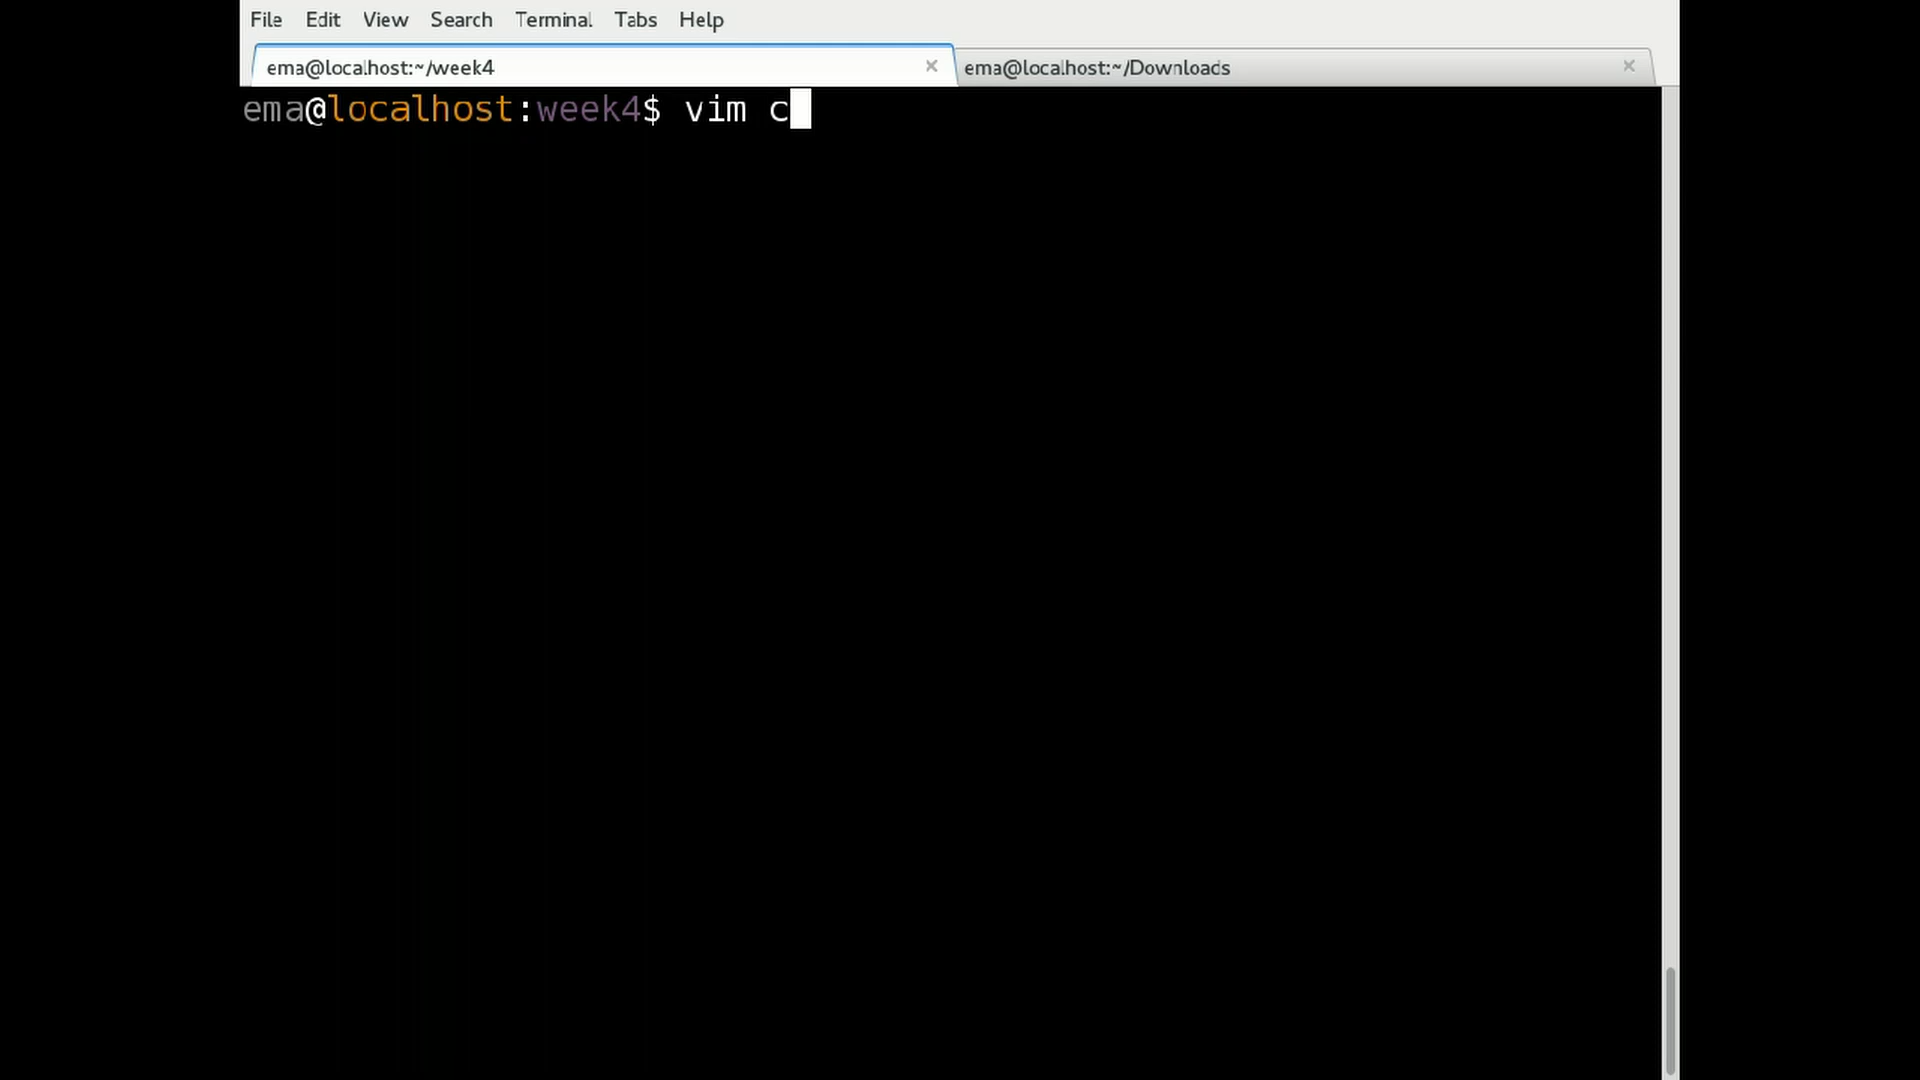 File Edit View Search Terminal Tabs Help
ema@localhost:~/week4 × ema@localhost:~/Downloads ×
ema@localhost:week4$ vim c